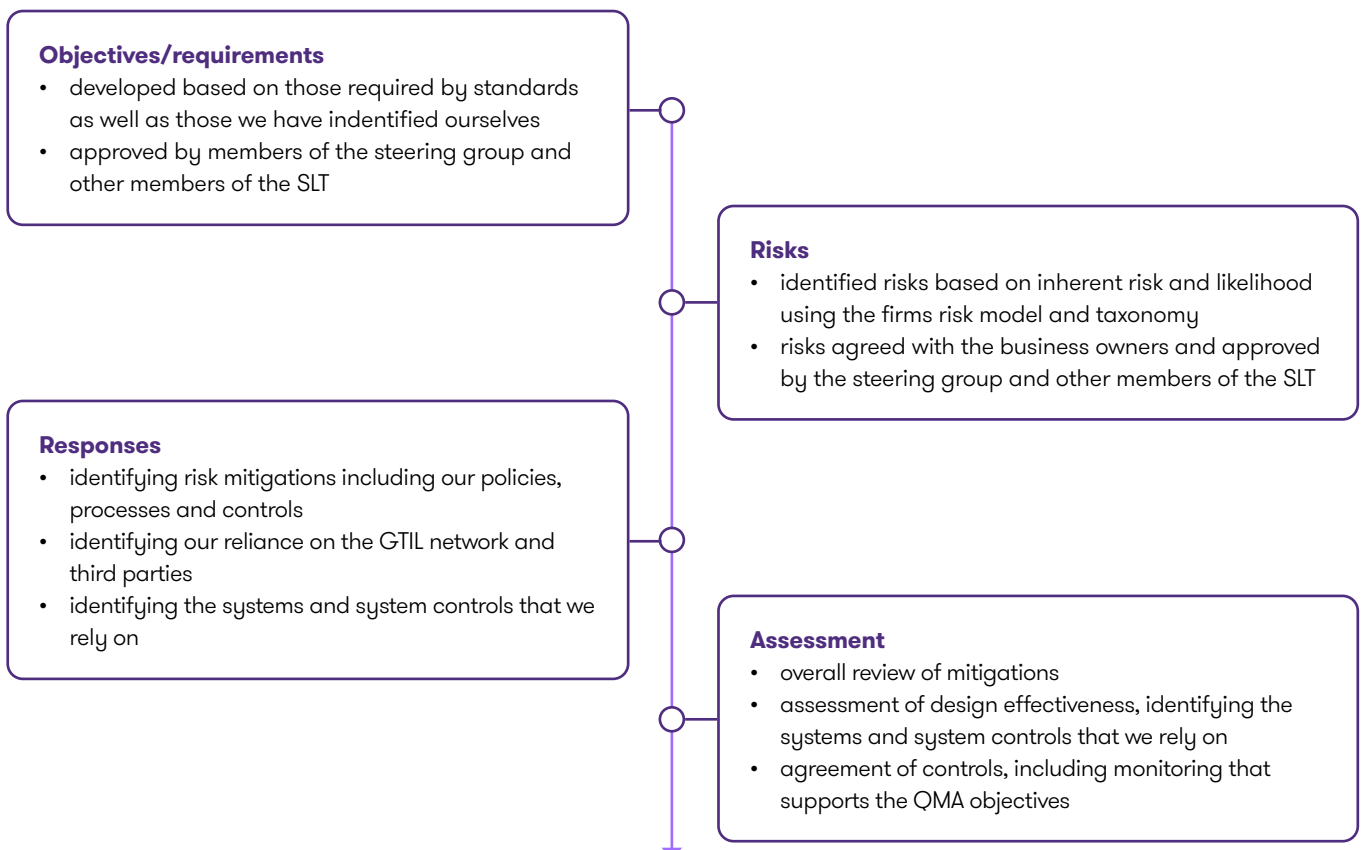 Objectives/requirements
• developed based on those required by standards
as well as those we have indentified ourselves
• approved by members of the steering group and
other members of the SLT
Risks
• identified risks based on inherent risk and likelihood
using the firms risk model and taxonomy
• risks agreed with the business owners and approved
by the steering group and other members of the SLT
Responses
• identifying risk mitigations including our policies,
processes and controls
• identifying our reliance on the GTIL network and
third parties
• identifying the systems and system controls that we
rely on
Assessment
• overall review of mitigations
• assessment of design effectiveness, identifying the
systems and system controls that we rely on
• agreement of controls, including monitoring that
supports the QMA objectives